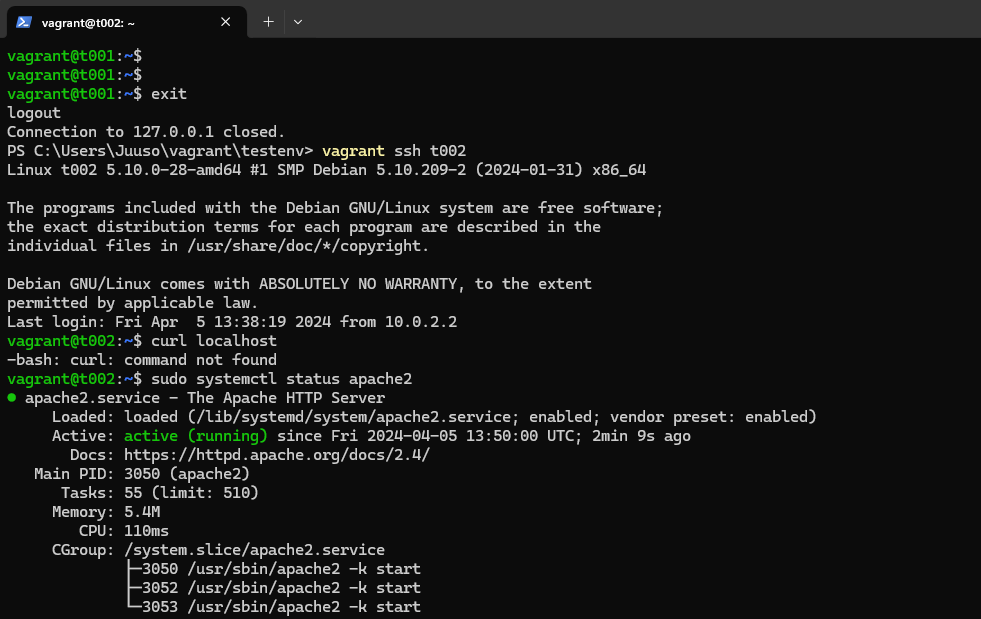 vagrant@t002: ~
vagrant@t001:~$
vagrant@t001:~$
vagrant@t001:~$ exit
logout
Connection to 127.0.0.1 closed.
PS C:\Users\Juuso\vagrant\testenv> vagrant ssh t002
Linux t002 5.10.0-28-amd64 #1 SMP Debian 5.10.209-2 (2024-01-31) x86_64

The programs included with the Debian GNU/Linux system are free software;
the exact distribution terms for each program are described in the
individual files in /usr/share/doc/*/copyright.

Debian GNU/Linux comes with ABSOLUTELY NO WARRANTY, to the extent
permitted by applicable law.
Last login: Fri Apr  5 13:38:19 2024 from 10.0.2.2
vagrant@t002:~$ curl localhost
-bash: curl: command not found
vagrant@t002:~$ sudo systemctl status apache2
● apache2.service - The Apache HTTP Server
     Loaded: loaded (/lib/systemd/system/apache2.service; enabled; vendor preset: enabled)
     Active: active (running) since Fri 2024-04-05 13:50:00 UTC; 2min 9s ago
       Docs: https://httpd.apache.org/docs/2.4/
   Main PID: 3050 (apache2)
      Tasks: 55 (limit: 510)
     Memory: 5.4M
        CPU: 110ms
     CGroup: /system.slice/apache2.service
             ├─3050 /usr/sbin/apache2 -k start
             ├─3052 /usr/sbin/apache2 -k start
             └─3053 /usr/sbin/apache2 -k start